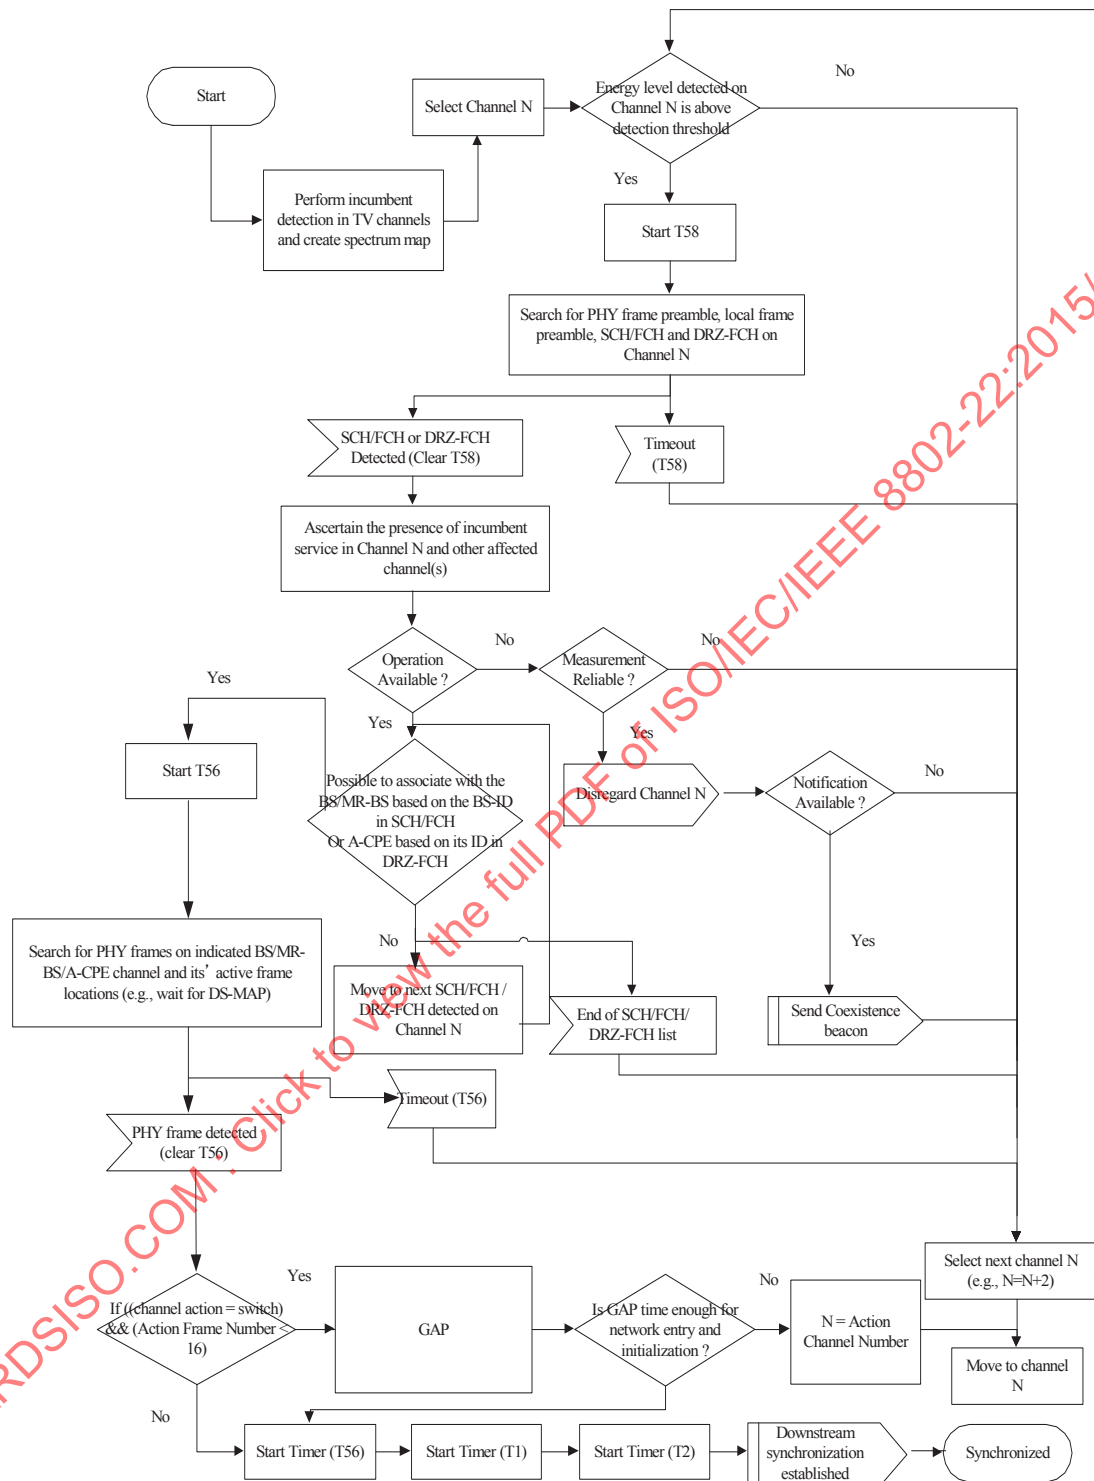 Start
Select Channel N
Energy level detected on
Channel N is above
detection threshold
No
Yes
Perform incumbent
detection in TV channels
and create spectrum map
Start T58
Search for PHY frame preamble, local frame
preamble, SCH/FCH and DRZ-FCH on
Channel N
SCH/FCH or DRZ-FCH
Detected (Clear T58)
Timeout
(T58)
Ascertain the presence of incumbent
service in Channel N and other affected
channel(s)
Operation
Available ?
No
Measurement
Reliable ?
No
Yes
Yes
Yes
Start T56
Possible to associate with the
BS/MR-BS based on the BS-ID
in SCH/FCH
Or A-CPE based on its ID in
DRZ-FCH
Disregard Channel N
Notification
Available ?
No
Yes
Search for PHY frames on indicated BS/MR-
BS/A-CPE channel and its' active frame
locations (e.g., wait for DS-MAP)
No
Move to next SCH/FCH /
DRZ-FCH detected on
Channel N
End of SCH/FCH/
DRZ-FCH list
Send Coexistence
beacon
Timeout (T56)
PHY frame detected
(clear T56)
Select next channel N
(e.g., N=N+2)
If ((channel action = switch)
&& (Action Frame Number <
16)
Yes
GAP
Is GAP time enough for
network entry and
initialization ?
No
N = Action
Channel Number
Move to channel
N
No
Start Timer (T56)
Start Timer (T1)
Start Timer (T2)
Downstream
synchronization
established
Synchronized
RDSISO.COM : Click to view the full PDF of ISO/IEC/IEEE 8802-22:2015/